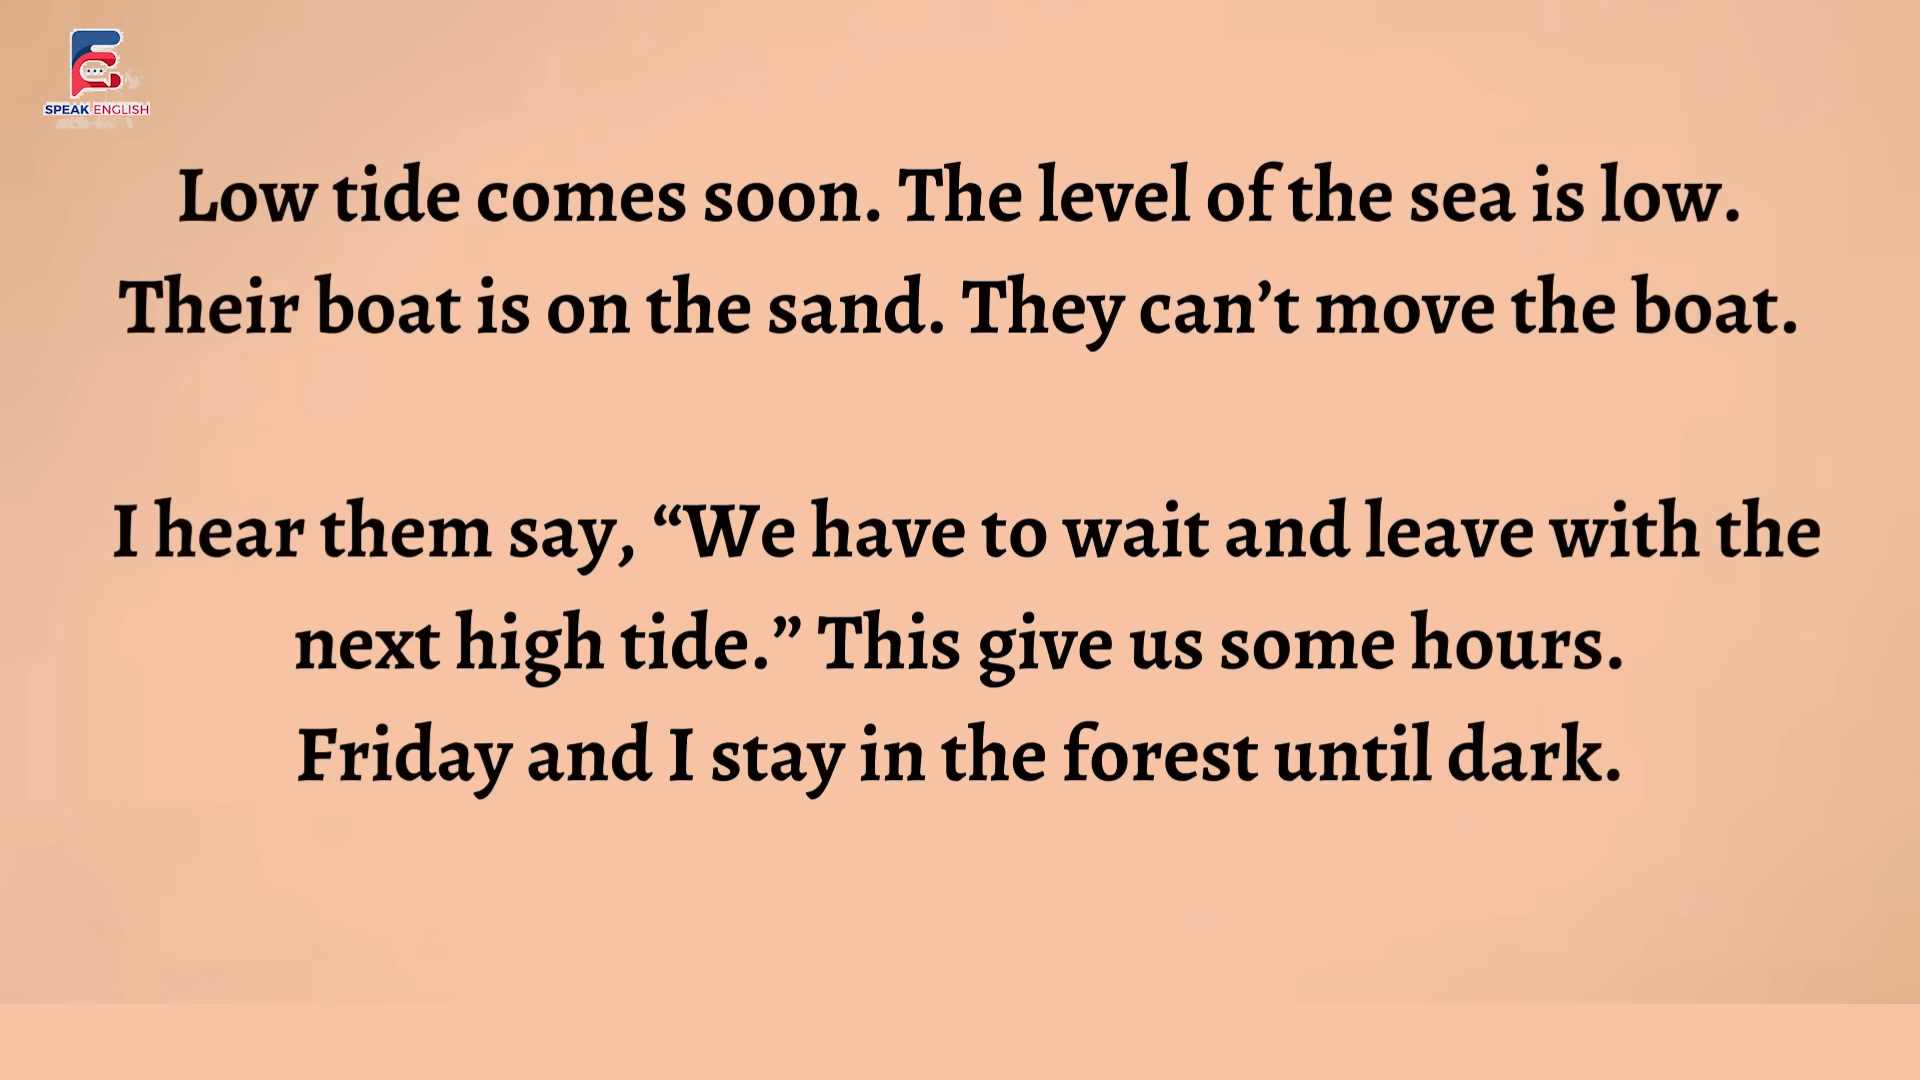 SPEAK ENGLISH
Low tide comes soon. The level of the sea is low.
Their boat is on the sand. They can’t move the boat.
I hear them say, “We have to wait and leave with the
next high tide.” This give us some hours.
Friday and I stay in the forest until dark.